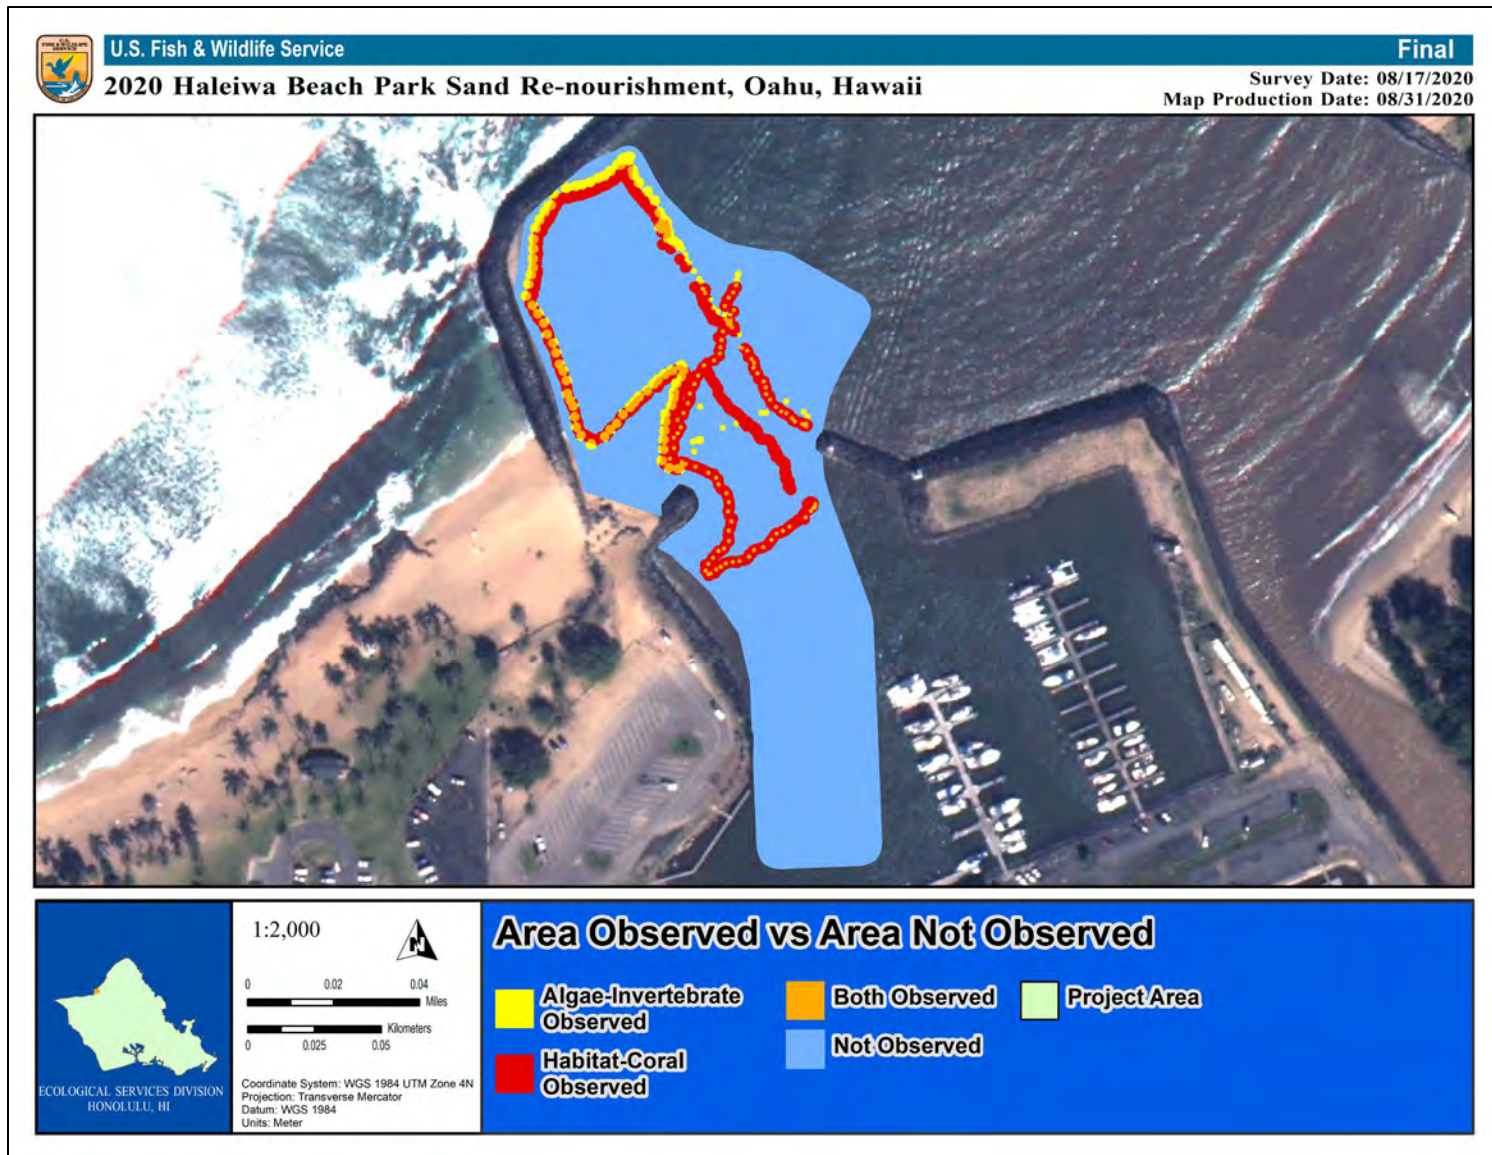 U.S.
FISH & WILDLIFE
SERVICE
U.S. Fish & Wildlife Service
Final
2020 Haleiwa Beach Park Sand Re-nourishment, Oahu, Hawaii
Survey Date: 08/17/2020
Map Production Date: 08/31/2020
ECOLOGICAL SERVICES DIVISION
HONOLULU, HI
1:2,000
N
0 0.02 0.04
Miles
Kilometers
0 0.025 0.05
Coordinate System: WGS 1984 UTM Zone 4N
Projection: Transverse Mercator
Datum: WGS 1984
Units: Meter
Area Observed vs Area Not Observed
Algae-Invertebrate
Observed
Habitat-Coral
Observed
Both Observed
Not Observed
Project Area